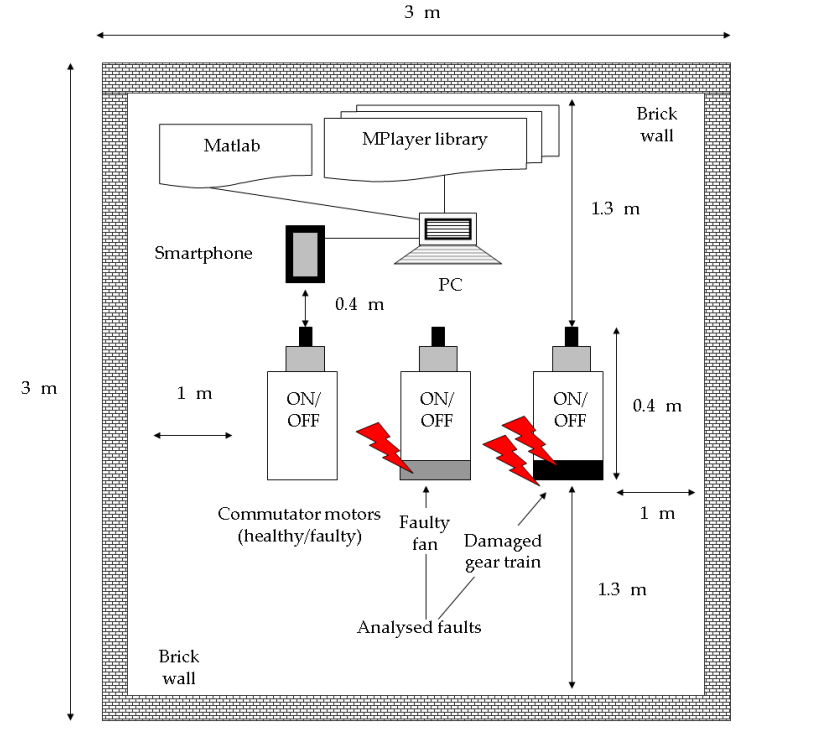 3 m
Brick
wall
Matlab
MPlayer library
1.3 m
Smartphone
PC
0.4 m
3 m
1 m
ON/
OFF
ON/
OFF
ON/
OFF
0.4 m
1 m
Commutator motors
(healthy/faulty)
Faulty
fan
Damaged
gear train
1.3 m
Analysed faults
Brick
wall